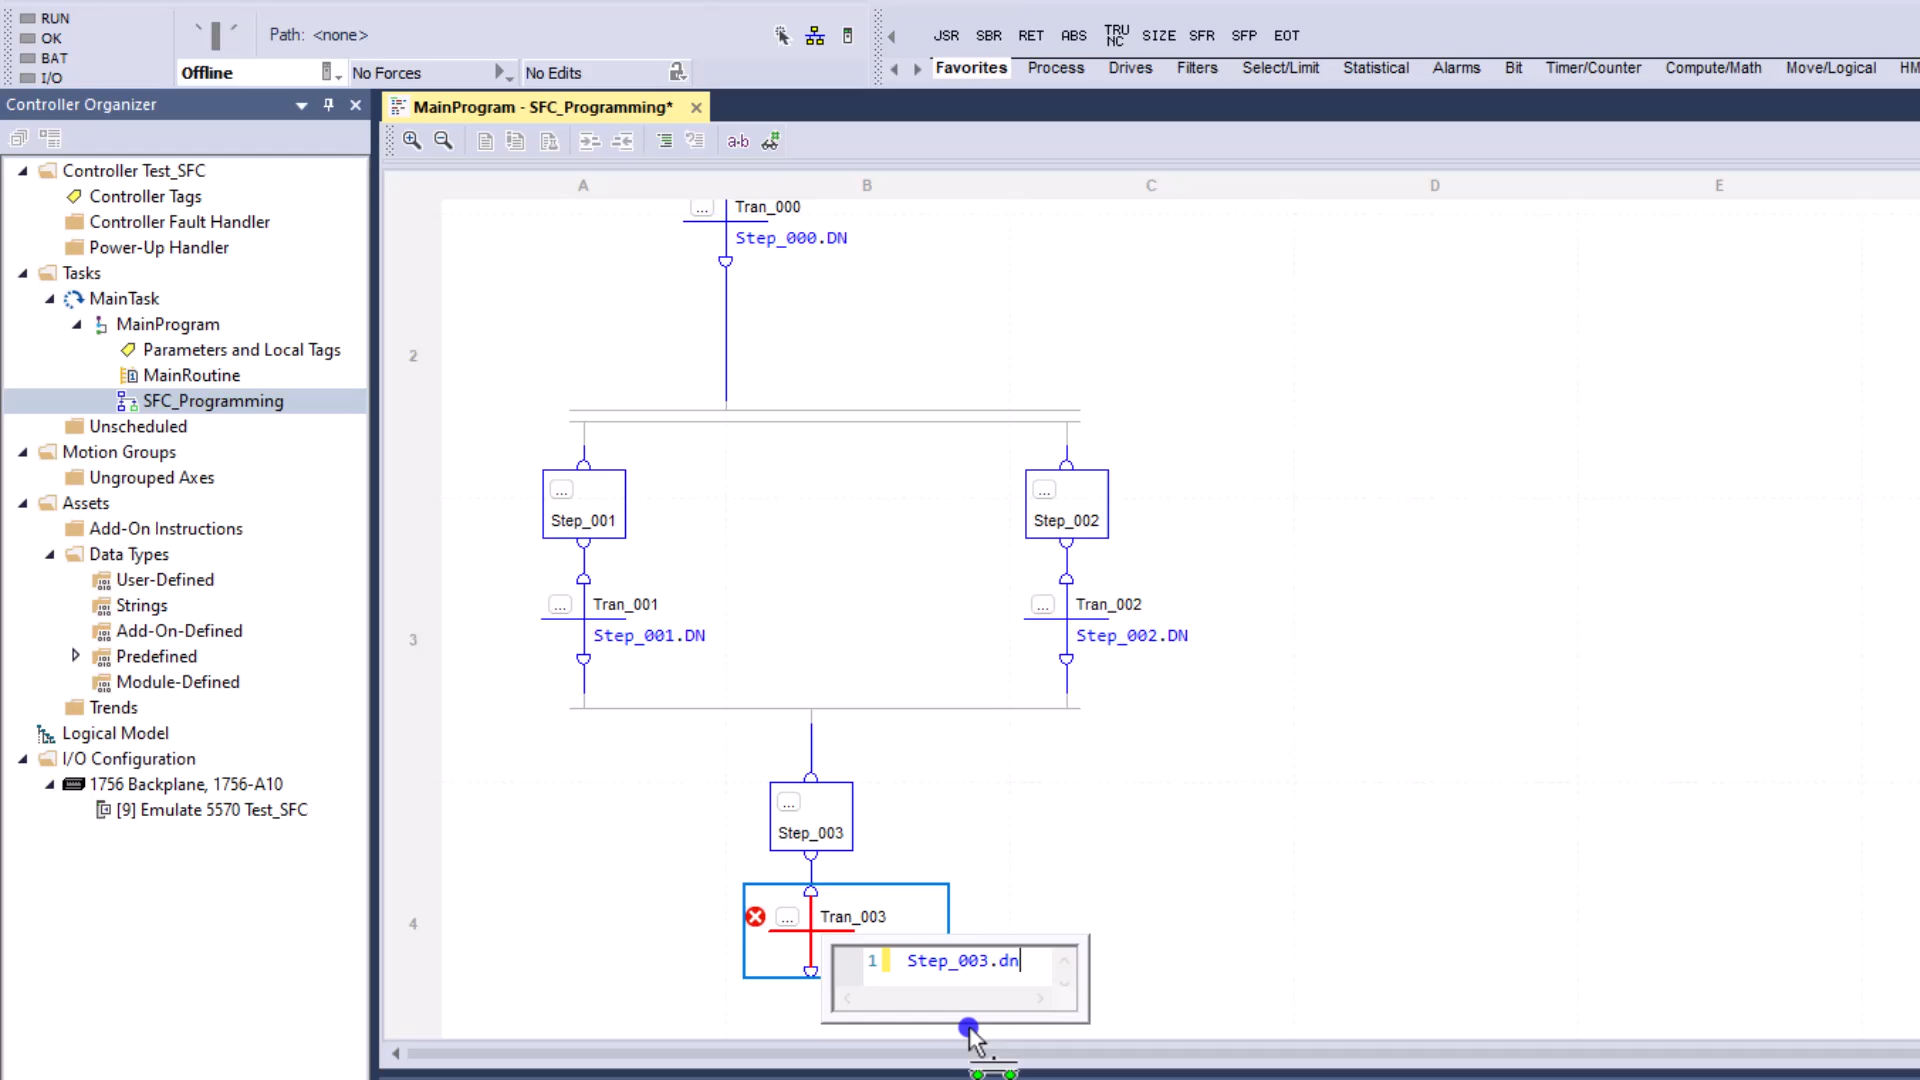 RUN
OK
BAT
I/O
Path: <none>
Offline
No Forces
No Edits
JSR SBR RET ABS TRU NC SIZE SFR SFP EOT
Favorites Process Drives Filters Select/Limit Statistical Alarms Bit Timer/Counter Compute/Math Move/Logical HM
Controller Organizer
MainProgram - SFC_Programming*
a-b
Controller Test_SFC
Controller Tags
Controller Fault Handler
Power-Up Handler
Tasks
MainTask
MainProgram
Parameters and Local Tags
MainRoutine
SFC_Programming
Unscheduled
Motion Groups
Ungrouped Axes
Assets
Add-On Instructions
Data Types
User-Defined
Strings
Add-On-Defined
Predefined
Module-Defined
Trends
Logical Model
I/O Configuration
1756 Backplane, 1756-A10
[9] Emulate 5570 Test_SFC
A B C D E
... Tran_000
Step_000.DN
2
... ...
Step_001 Step_002
... Tran_001 ... Tran_002
3 Step_001.DN Step_002.DN
...
Step_003
4 ... Tran_003
1 Step_003.dn